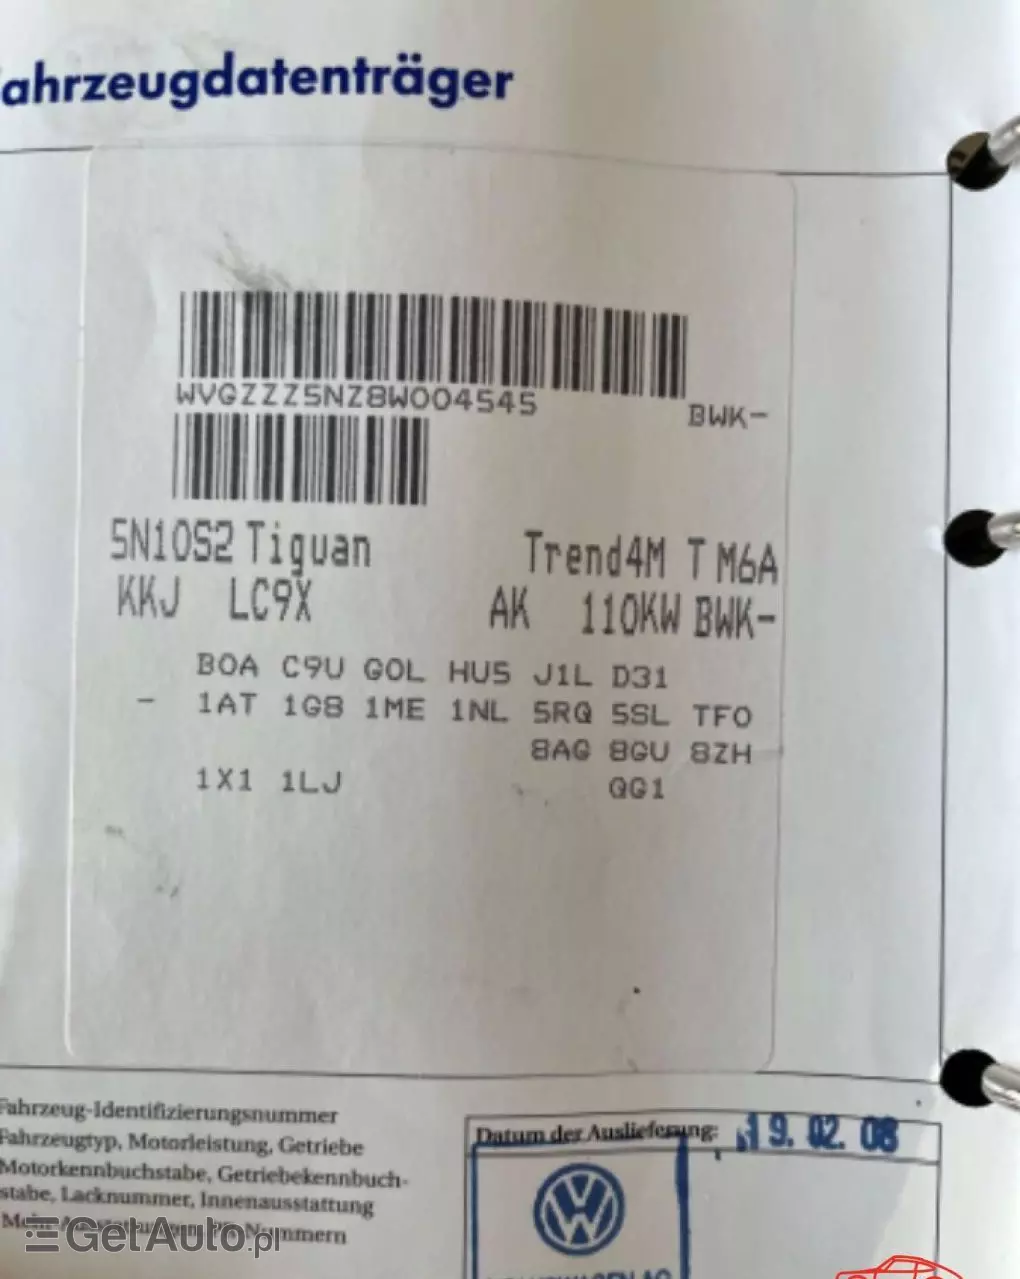 ahrzeugdatenträger
WVGZZZ5NZ8W004545
BWK-
5N10S2 Tiguan Trend4M T M6A
KKJ LC9X AK 110KW BWK-
B0A C9U G0L HU5 J1L D31
- 1AT 1G8 1ME 1NL 5RQ 5SL TF0
8AG 8GU 8ZH
1X1 1LJ QG1
Fahrzeug-Identifizierungsnummer
Fahrzeugtyp, Motorleistung, Getriebe
Motorkennbuchstabe, Getriebekennbuch-
stabe, Lacknummer, Innenausstattung
Nummern
Datum der Auslieferung: 19. 02. 08
GetAuto.pl